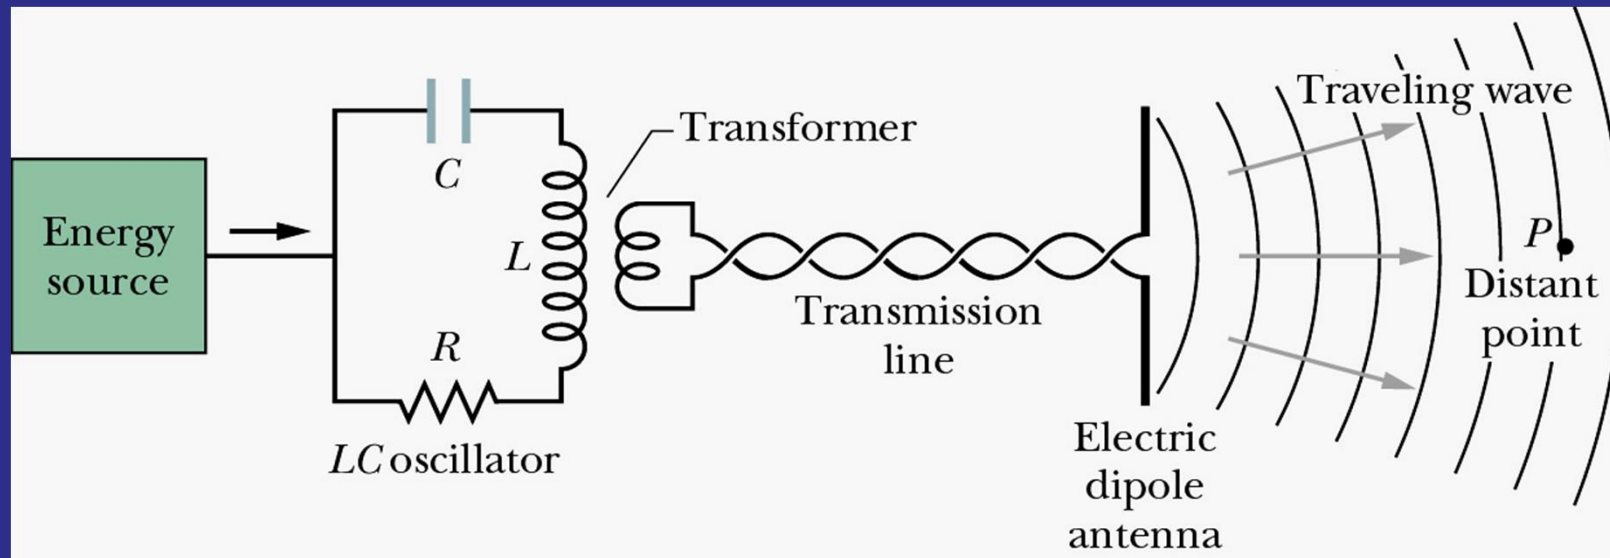 Energy
source
C
L
R
LC oscillator
Transformer
Transmission
line
Electric
dipole
antenna
Traveling wave
P
Distant
point